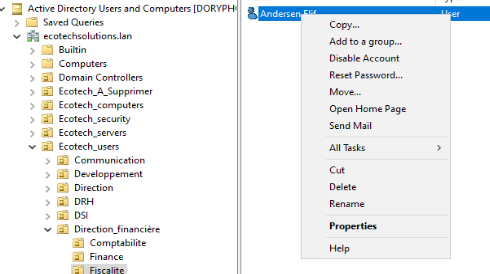 Active Directory Users and Computers [DORYPH
Saved Queries
ecotechsolutions.lan
Builtin
Computers
Domain Controllers
Ecotech_A_Supprimer
Ecotech_computers
Ecotech_security
Ecotech_servers
Ecotech_users
Communication
Developpement
Direction
DRH
DSI
Direction_financière
Comptabilite
Finance
Fiscalite
Andersen Elif User
Copy...
Add to a group...
Disable Account
Reset Password...
Move...
Open Home Page
Send Mail
All Tasks
Cut
Delete
Rename
Properties
Help